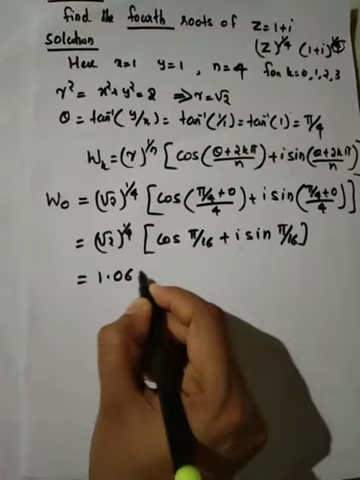 find the fourth roots of Z=1+i
Solution (Z)^1/4 (1+i)^1/4
Here x=1 y=1, n=4 for k=0,1,2,3
r²= x²+y²=2 ⇒r=√2
θ = tan⁻¹(y/x) = tan⁻¹(1/1) = tan⁻¹(1) = π/4
W_k = (r)^1/n [cos(θ+2kπ/n)+i sin(θ+2kπ/n)]
W₀ = (√2)^1/4 [cos(π/4+0/4)+i sin(π/4+0/4)]
= (√2)^1/4 [cos π/16 + i sin π/16]
= 1.06